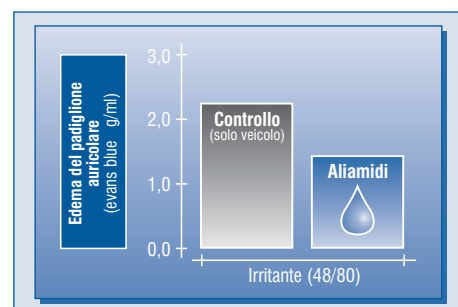 Edema del padiglione
auricolare
(evans blue g/ml)
3,0
2,0
1,0
0,0
Controllo
(solo veicolo)
Aliamidi
Irritante (48/80)